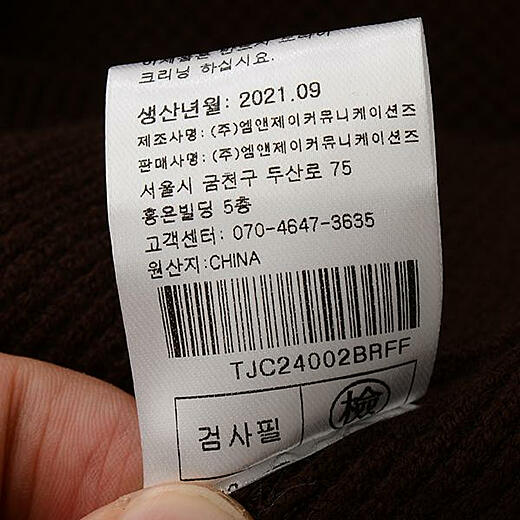 크리닝 하십시요.
생산년월: 2021.09
제조사명: (주)엠앤제이커뮤니케이션즈
판매사명: (주)엠앤제이커뮤니케이션즈
서울시 금천구 두산로 75
홍은빌딩 5층
고객센터: 070-4647-3635
원산지:CHINA
TJC24002BRFF
검사필 檢